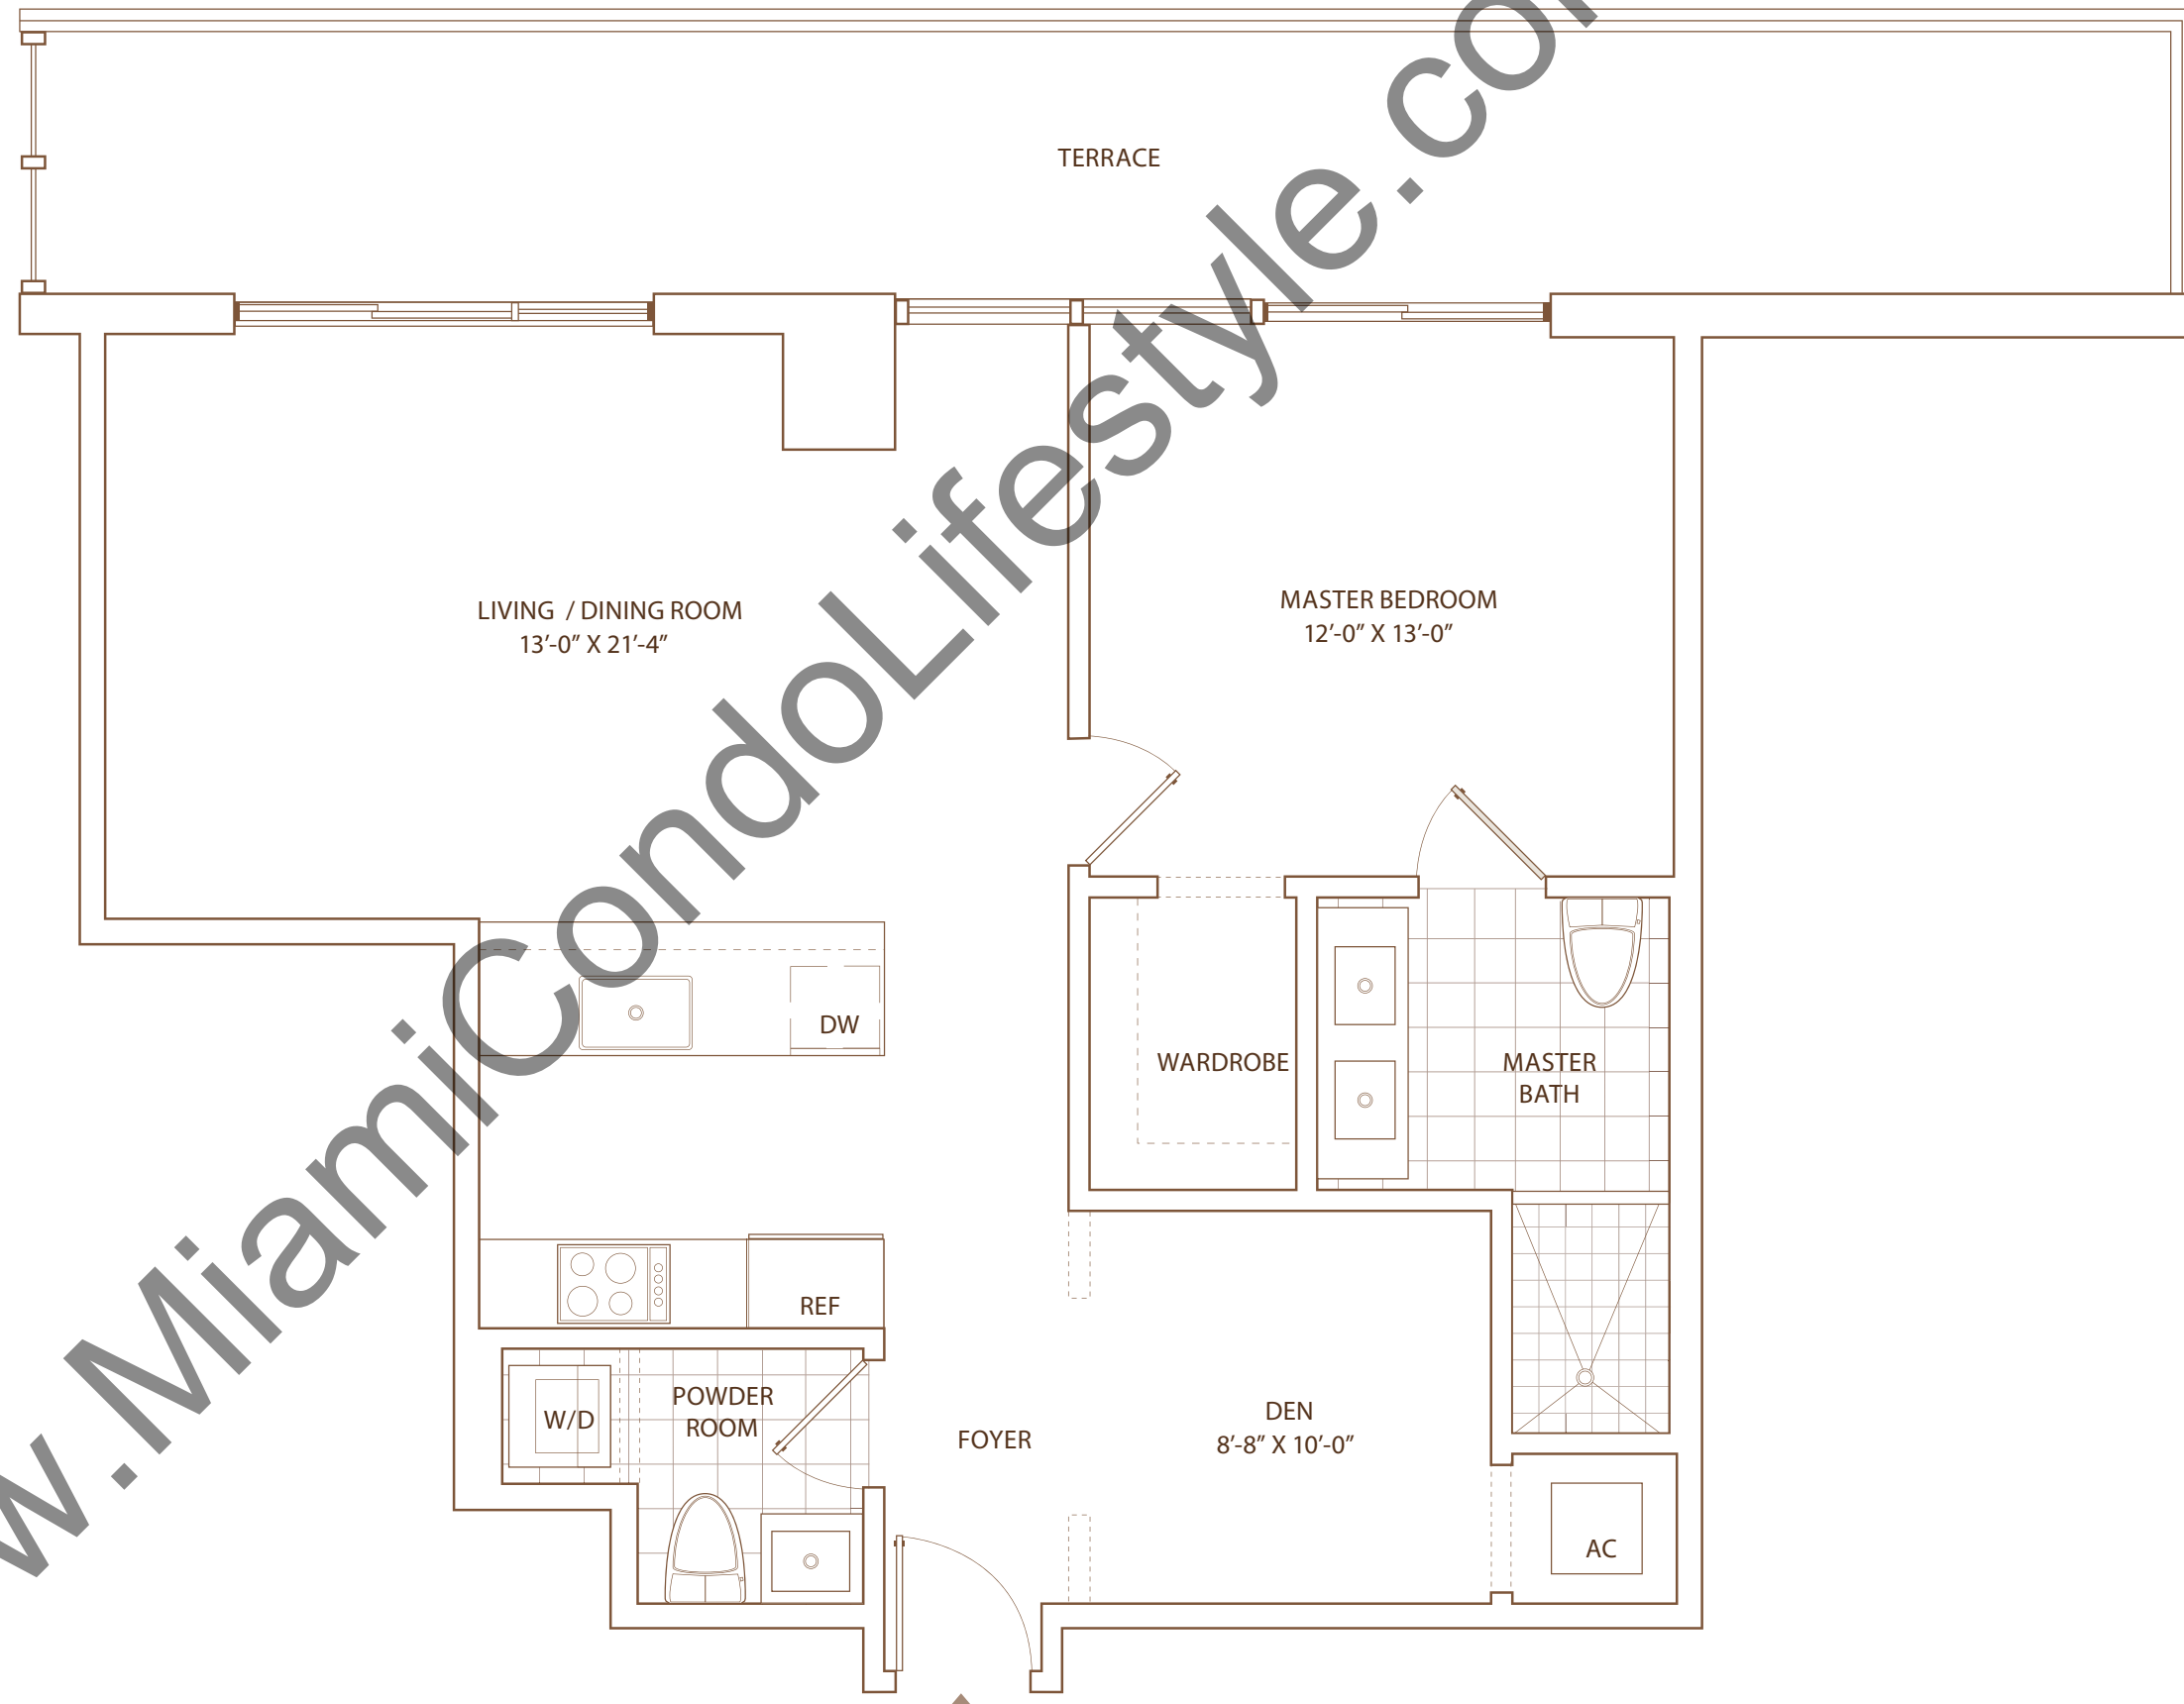 TERRACE
LIVING / DINING ROOM
13’-0” X 21’-4”
MASTER BEDROOM
12’-0” X 13’-0”
DW
WARDROBE
MASTER
BATH
REF
POWDER
ROOM
W/D
FOYER
DEN
8’-8” X 10’-0”
AC
w.MiamiCondoLifestyle.com